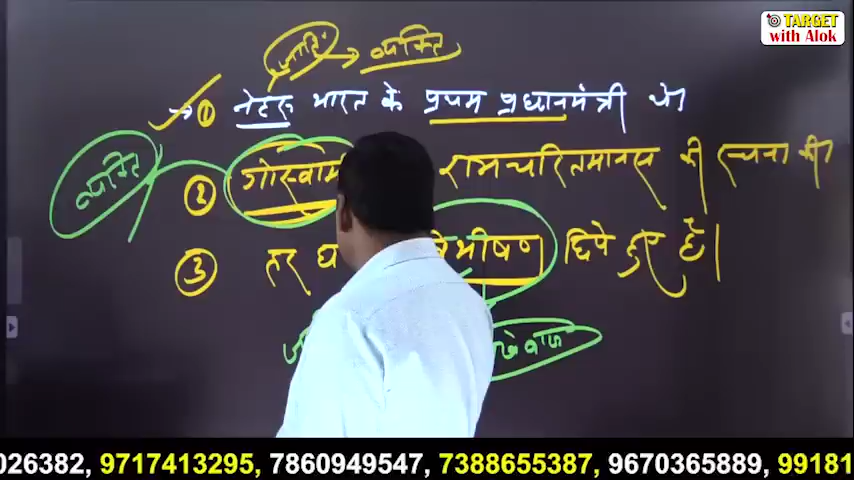 TARGET
with Alok
जाति → व्यक्ति
→ ① नेहरू भारत के प्रथम प्रधानमंत्री थे
व्यक्ति
② गोस्वामी रामचरितमानस की रचना की
③ हर विभीषण छिपे हुए हैं।
026382, 9717413295, 7860949547, 7388655387, 9670365889, 99181